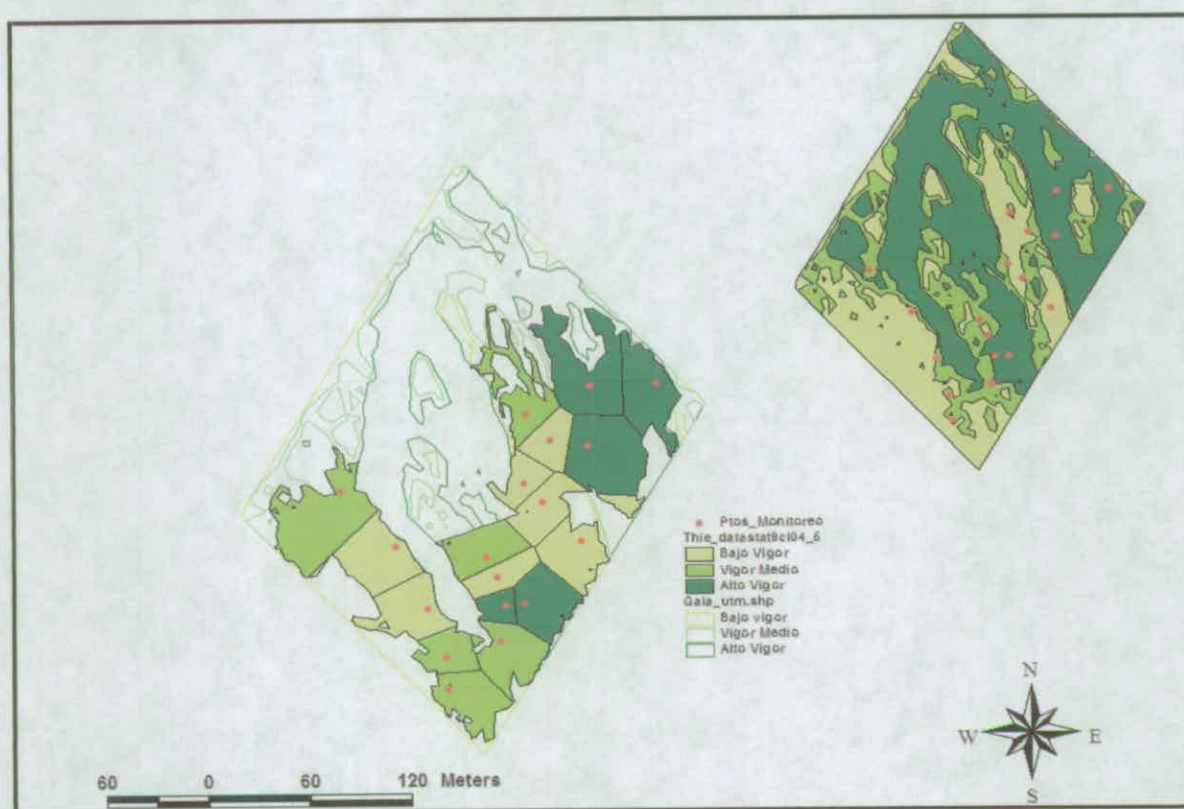 Ptos_Monitoreo
Thie_datastat8cl04_5
Bajo Vigor
Vigor Medio
Alto Vigor
Gaia_utm.shp
Bajo vigor
Vigor Medio
Alto Vigor
N
W E
S
60 0 60 120 Meters